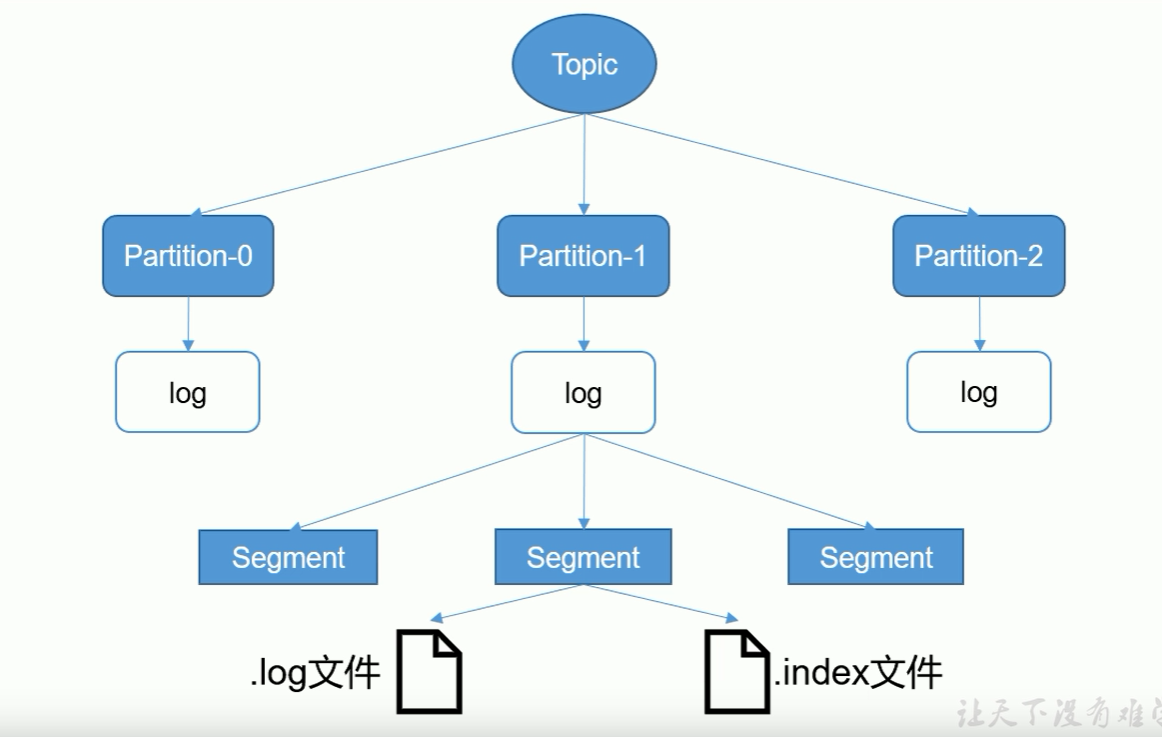 Topic
Partition-0
Partition-1
Partition-2
log
log
log
Segment
Segment
Segment
.log文件
.index文件
让天下没有难